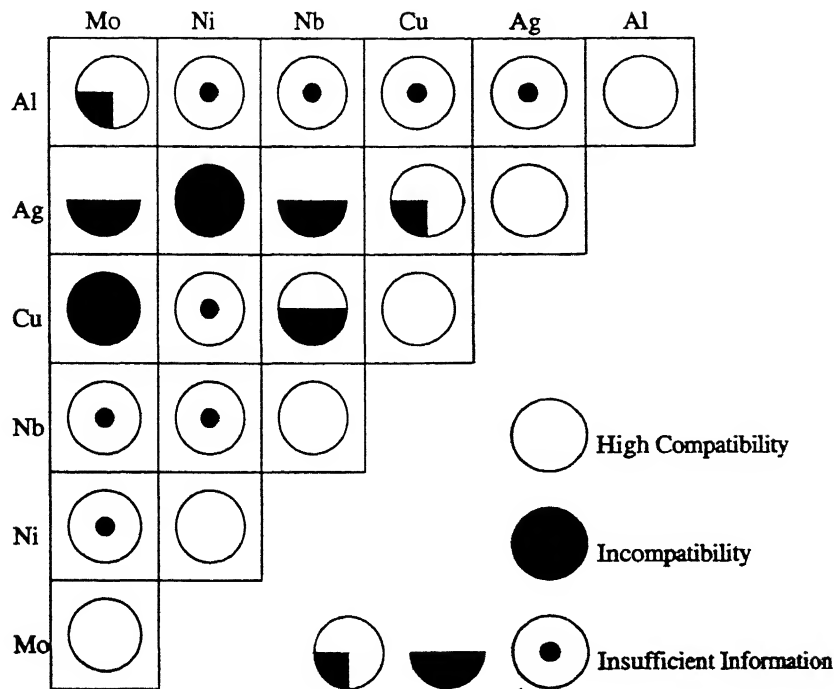 Mo Ni Nb Cu Ag Al
Al
Ag
Cu
Nb
High Compatibility
Ni
Incompatibility
Mo
Insufficient Information